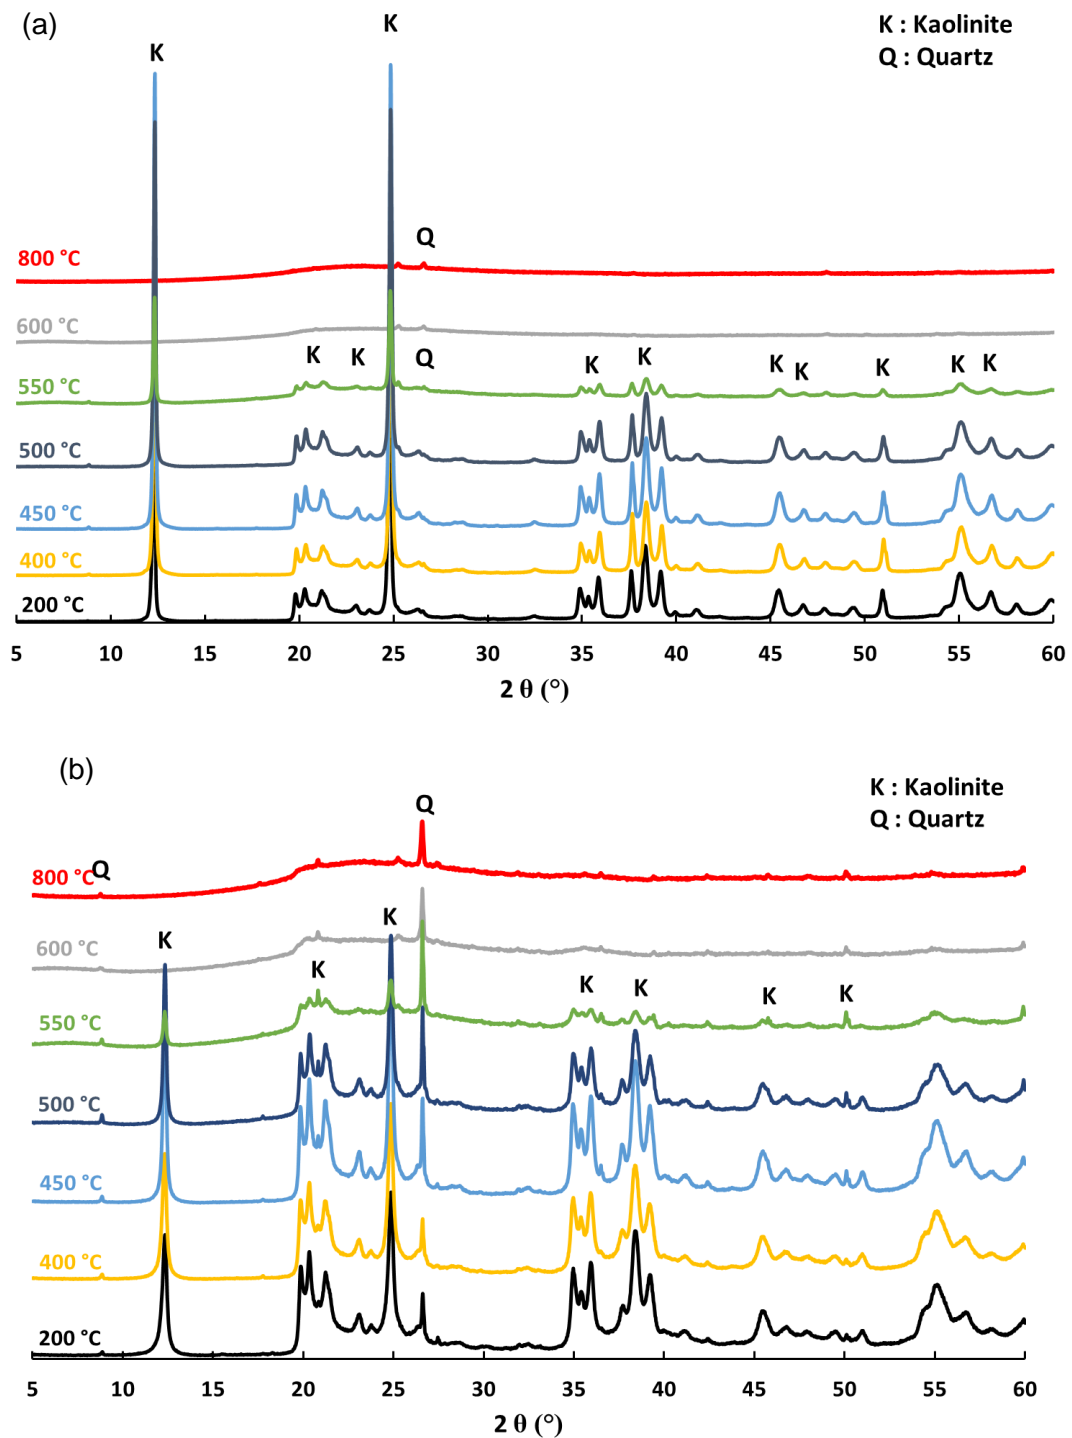 (a)
K
K
K : Kaolinite
Q : Quartz
Q
800 °C
600 °C
K
K
Q
K
K
K
K
K
K
K
550 °C
500 °C
450 °C
400 °C
200 °C
5 10 15 20 25 30 35 40 45 50 55 60
2 θ (°)
(b)
K : Kaolinite
Q : Quartz
Q
Q
800 °C
K
K
600 °C
K
K
K
K
K
550 °C
500 °C
450 °C
400 °C
200 °C
5 10 15 20 25 30 35 40 45 50 55 60
2 θ (°)